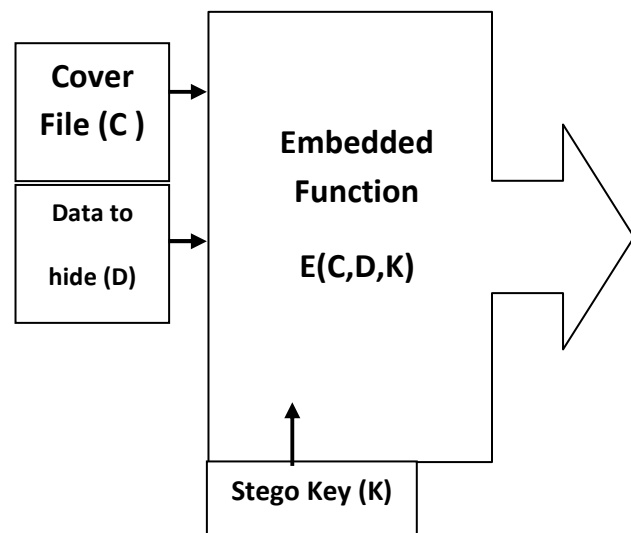 Cover
File (C )
Data to
hide (D)
Embedded
Function
E(C,D,K)
Stego Key (K)